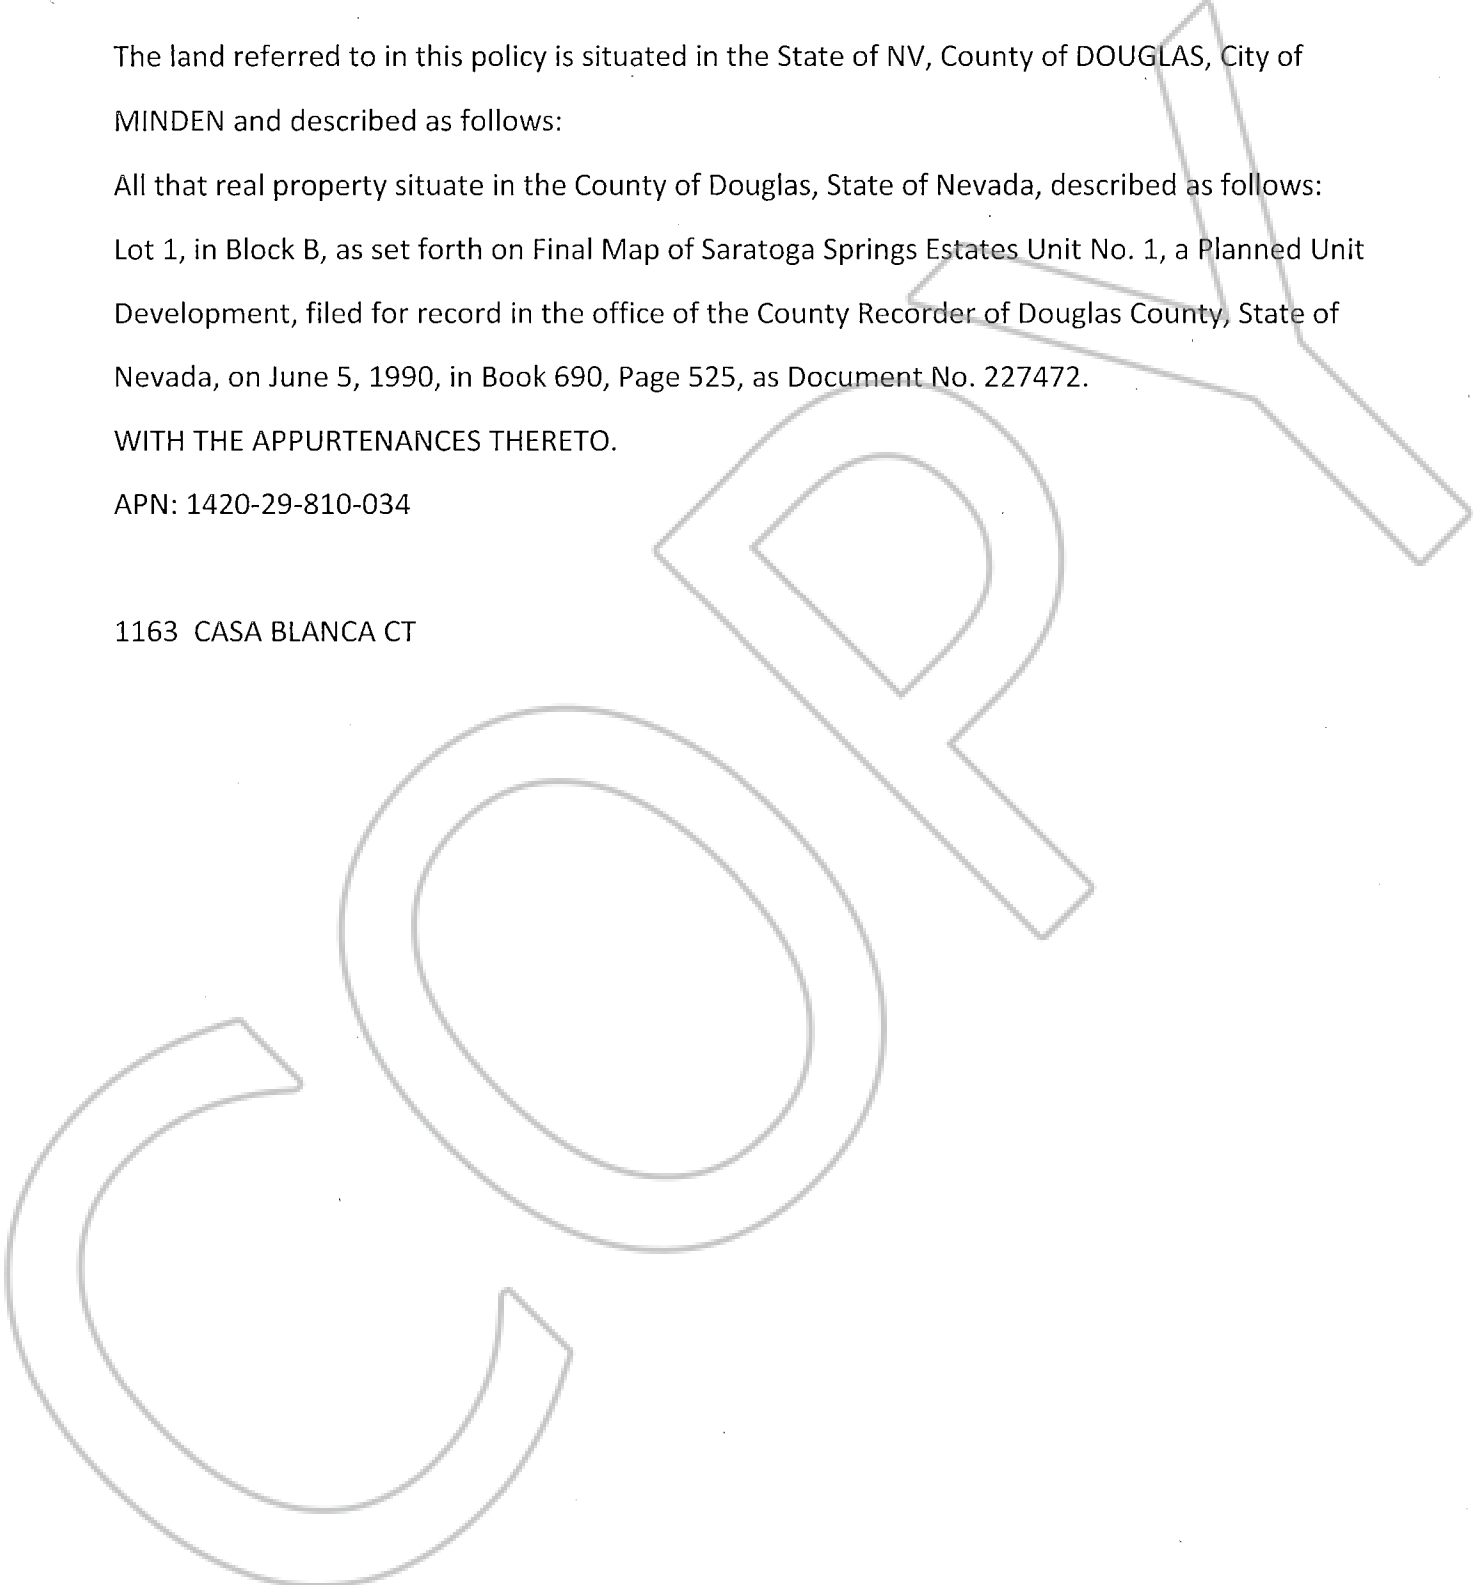 The land referred to in this policy is situated in the State of NV, County of DOUGLAS, City of
MINDEN and described as follows:
All that real property situate in the County of Douglas, State of Nevada, described as follows:
Lot 1, in Block B, as set forth on Final Map of Saratoga Springs Estates Unit No. 1, a Planned Unit
Development, filed for record in the office of the County Recorder of Douglas County, State of
Nevada, on June 5, 1990, in Book 690, Page 525, as Document No. 227472.
WITH THE APPURTENANCES THERETO.
APN: 1420-29-810-034
1163 CASA BLANCA CT
COPY